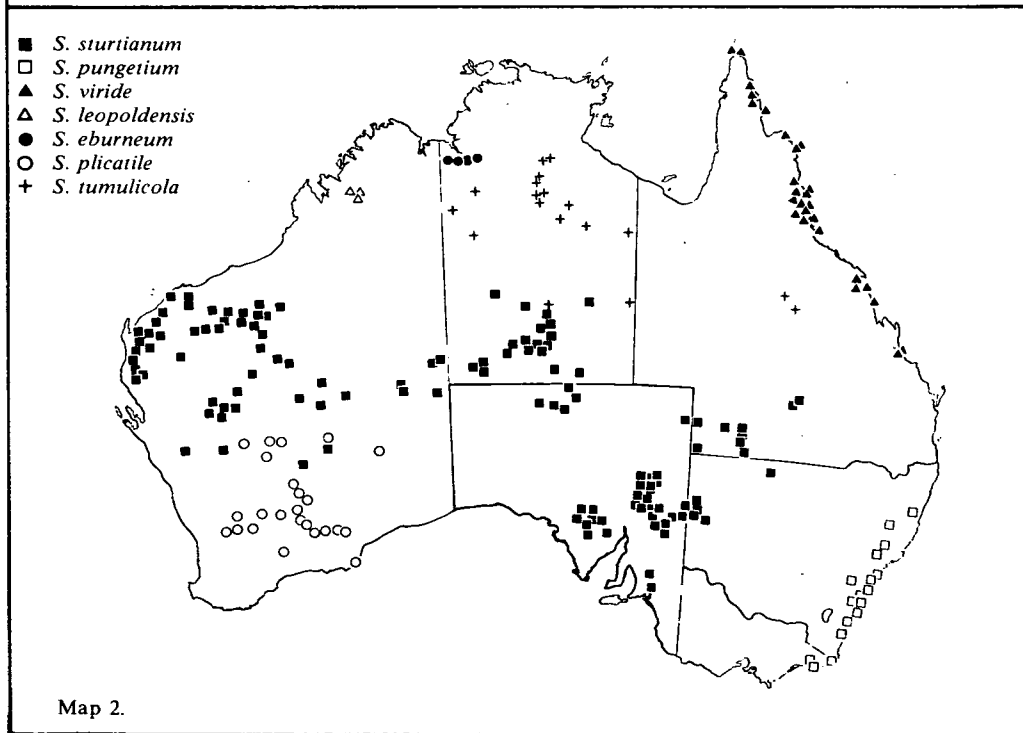 S. sturtianum
S. pungetium
S. viride
S. leopoldensis
S. eburneum
S. plicatile
S. tumulicola
Map 2.